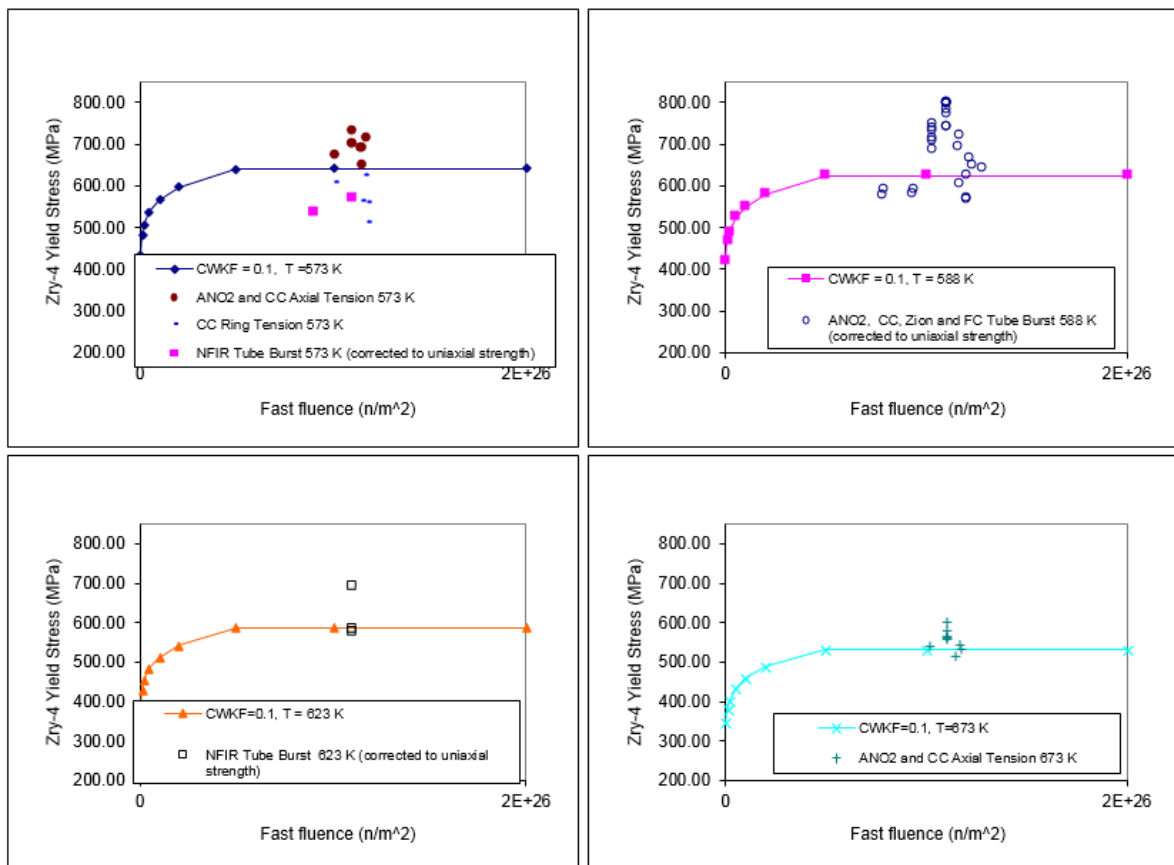 Zry-4 Yield Stress (MPa)
800.00
700.00
600.00
500.00
400.00
300.00
200.00
CWKF = 0.1, T =573 K
ANO2 and CC Axial Tension 573 K
CC Ring Tension 573 K
NFIR Tube Burst 573 K (corrected to uniaxial strength)
0
2E+26
Fast fluence (n/m^2)
Zry-4 Yield Stress (MPa)
800.00
700.00
600.00
500.00
400.00
300.00
200.00
CWKF = 0.1, T = 588 K
ANO2, CC, Zion and FC Tube Burst 588 K
(corrected to uniaxial strength)
0
2E+26
Fast fluence (n/m^2)
Zry-4 Yield Stress (MPa)
800.00
700.00
600.00
500.00
400.00
300.00
200.00
CWKF=0.1, T = 623 K
NFIR Tube Burst 623 K (corrected to uniaxial
strength)
0
2E+26
Fast fluence (n/m^2)
Zry-4 Yield Stress (MPa)
800.00
700.00
600.00
500.00
400.00
300.00
200.00
CWKF=0.1, T=673 K
ANO2 and CC Axial Tension 673 K
0
2E+26
Fast fluence (n/m^2)